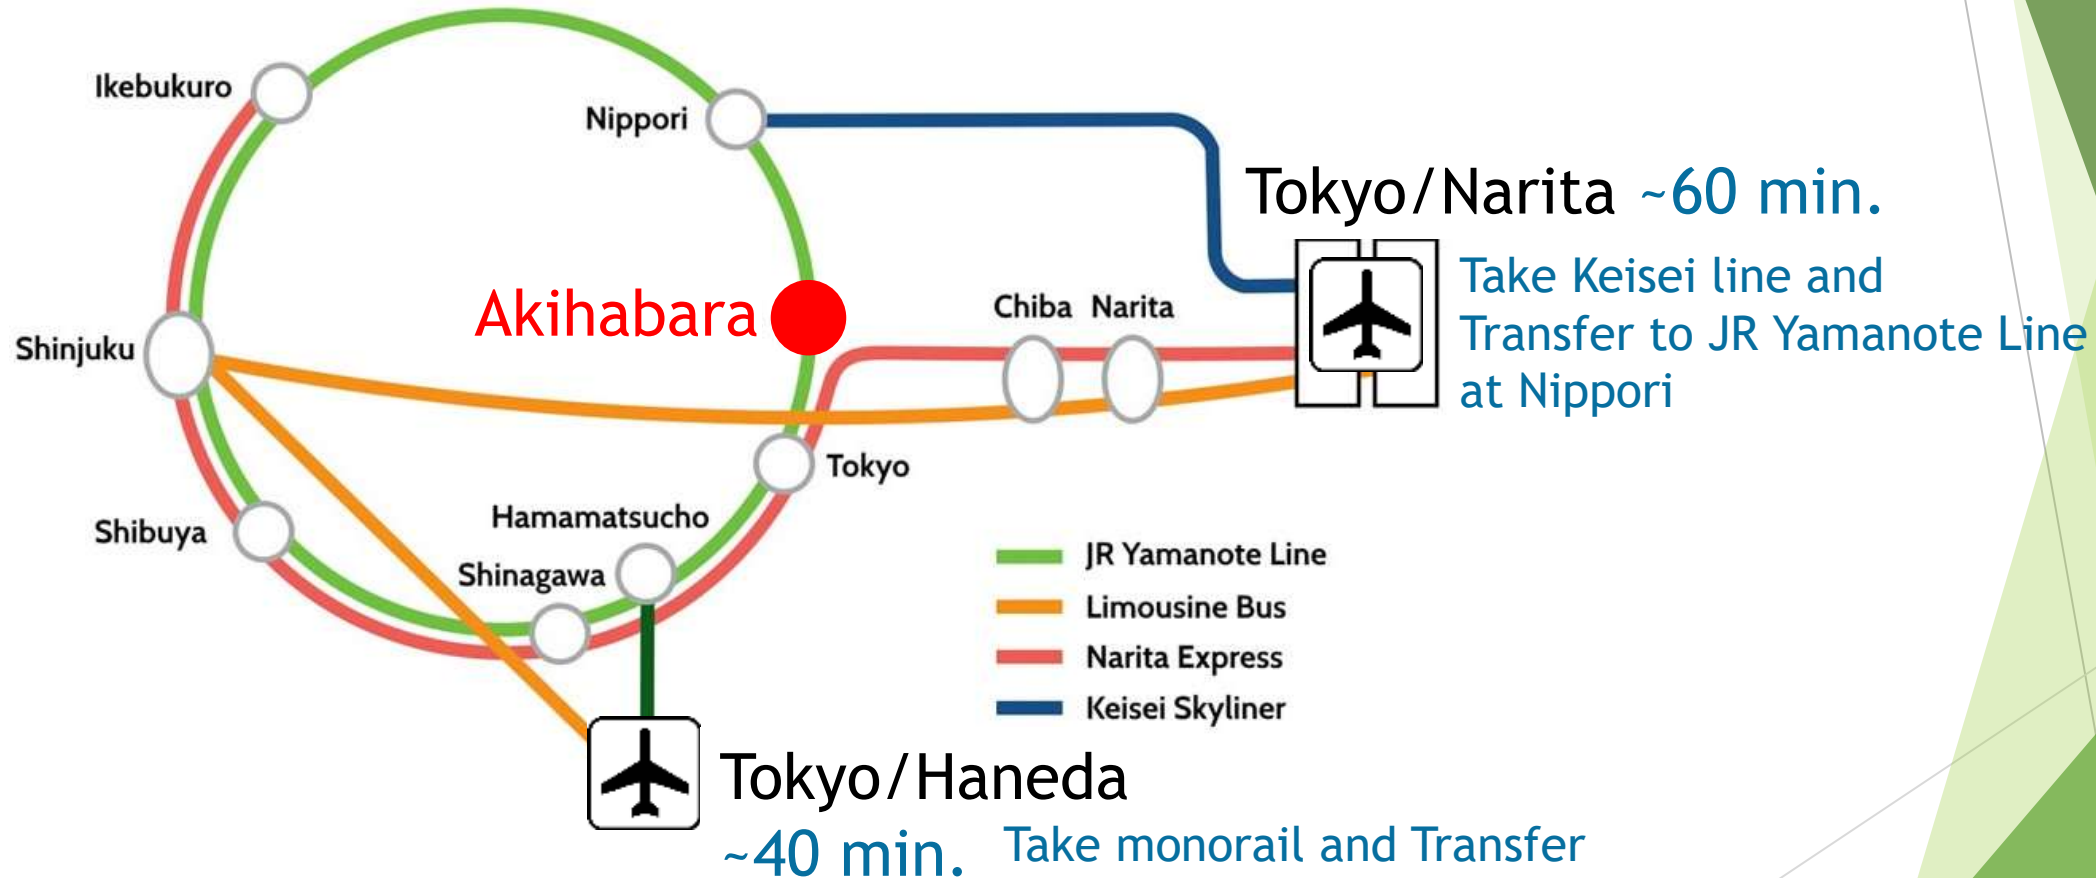 Ikebukuro
Nippori
Tokyo/Narita ~60 min.
Take Keisei line and
Transfer to JR Yamanote Line
at Nippori
Akihabara
Chiba Narita
Shinjuku
Tokyo
Hamamatsucho
Shibuya
Shinagawa
JR Yamanote Line
Limousine Bus
Narita Express
Keisei Skyliner
Tokyo/Haneda
~40 min. Take monorail and Transfer